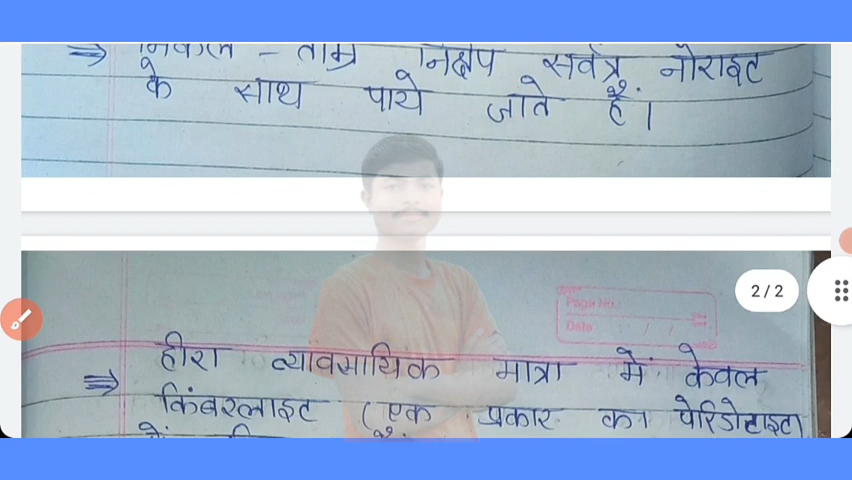 ⇒ निकल - ताम्र निक्षेप सर्वत्र नोराइट
के साथ पाये जाते हैं।
Page No.:
Date : / /
2 / 2
⇒ हीरा व्यावसायिक मात्रा में केवल
किंबरलाइट (एक प्रकार का पेरिडोटाइट)